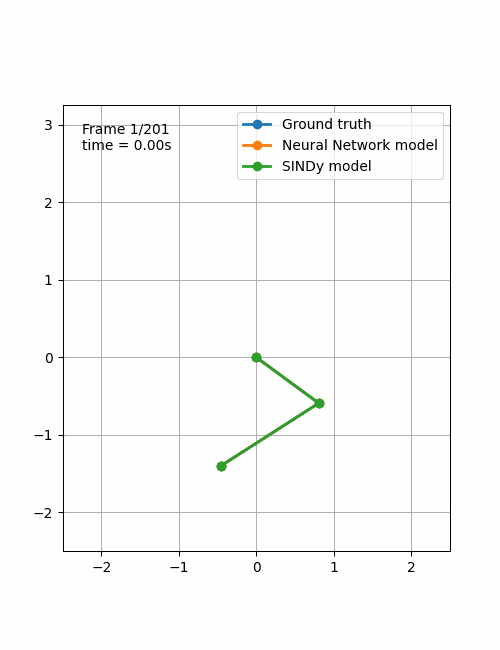 Frame 1/201
time = 0.00s
Ground truth
Neural Network model
SINDy model
3
2
1
0
−1
−2
−2
−1
0
1
2